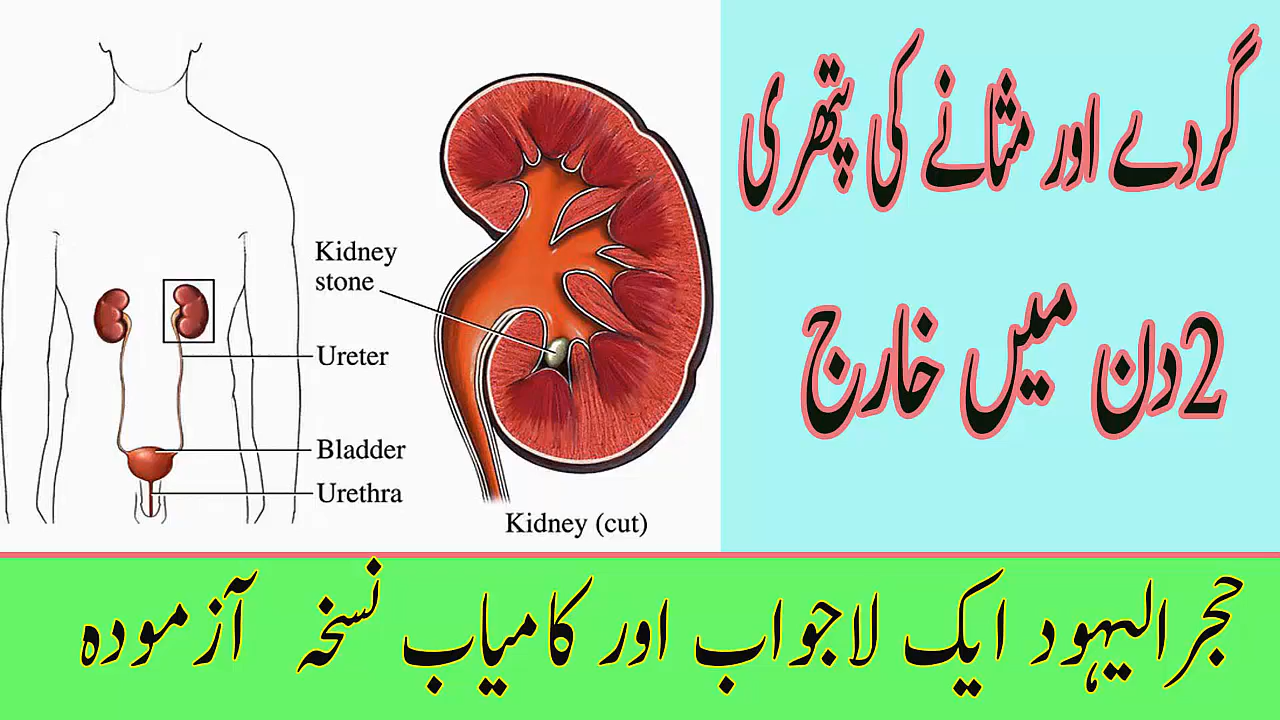 گردے اور مثانے کی پتھری
2دن میں خارج
Kidney
stone
Ureter
Bladder
Urethra
Kidney (cut)
حجرالیہود ایک لاجواب اور کامیاب نسخہ آزمودہ